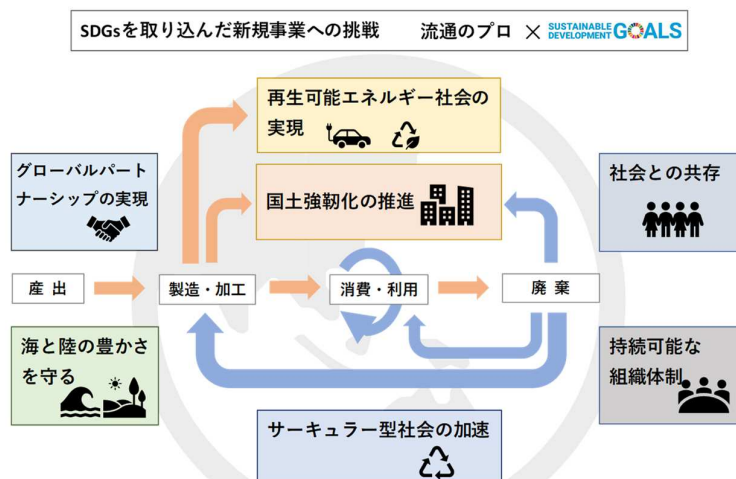 SDGsを取り込んだ新規事業への挑戦 流通のプロ × SUSTAINABLE DEVELOPMENT GOALS
再生可能エネルギー社会の
実現
グローバルパート
ナーシップの実現
国土強靭化の推進
社会との共存
産出
製造・加工
消費・利用
廃棄
海と陸の豊かさ
を守る
持続可能な
組織体制
サーキュラー型社会の加速